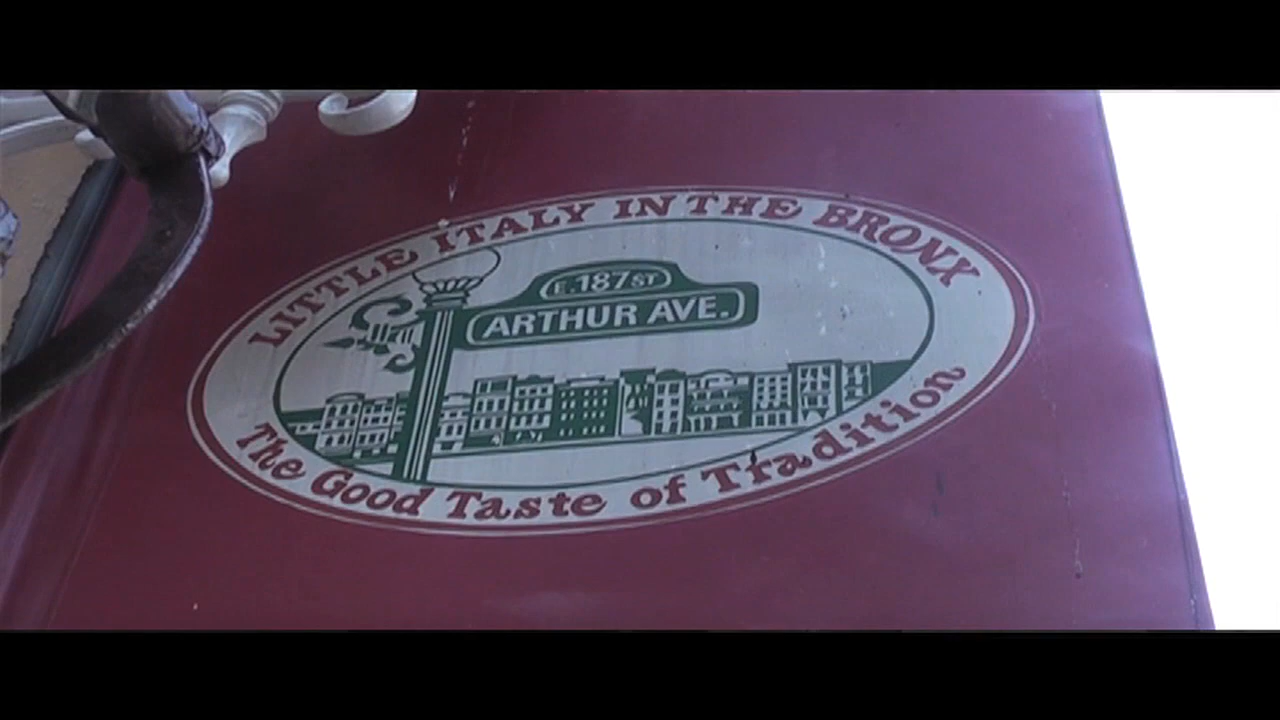 LITTLE ITALY IN THE BRONX
E. 187 ST
ARTHUR AVE.
The Good Taste of Tradition